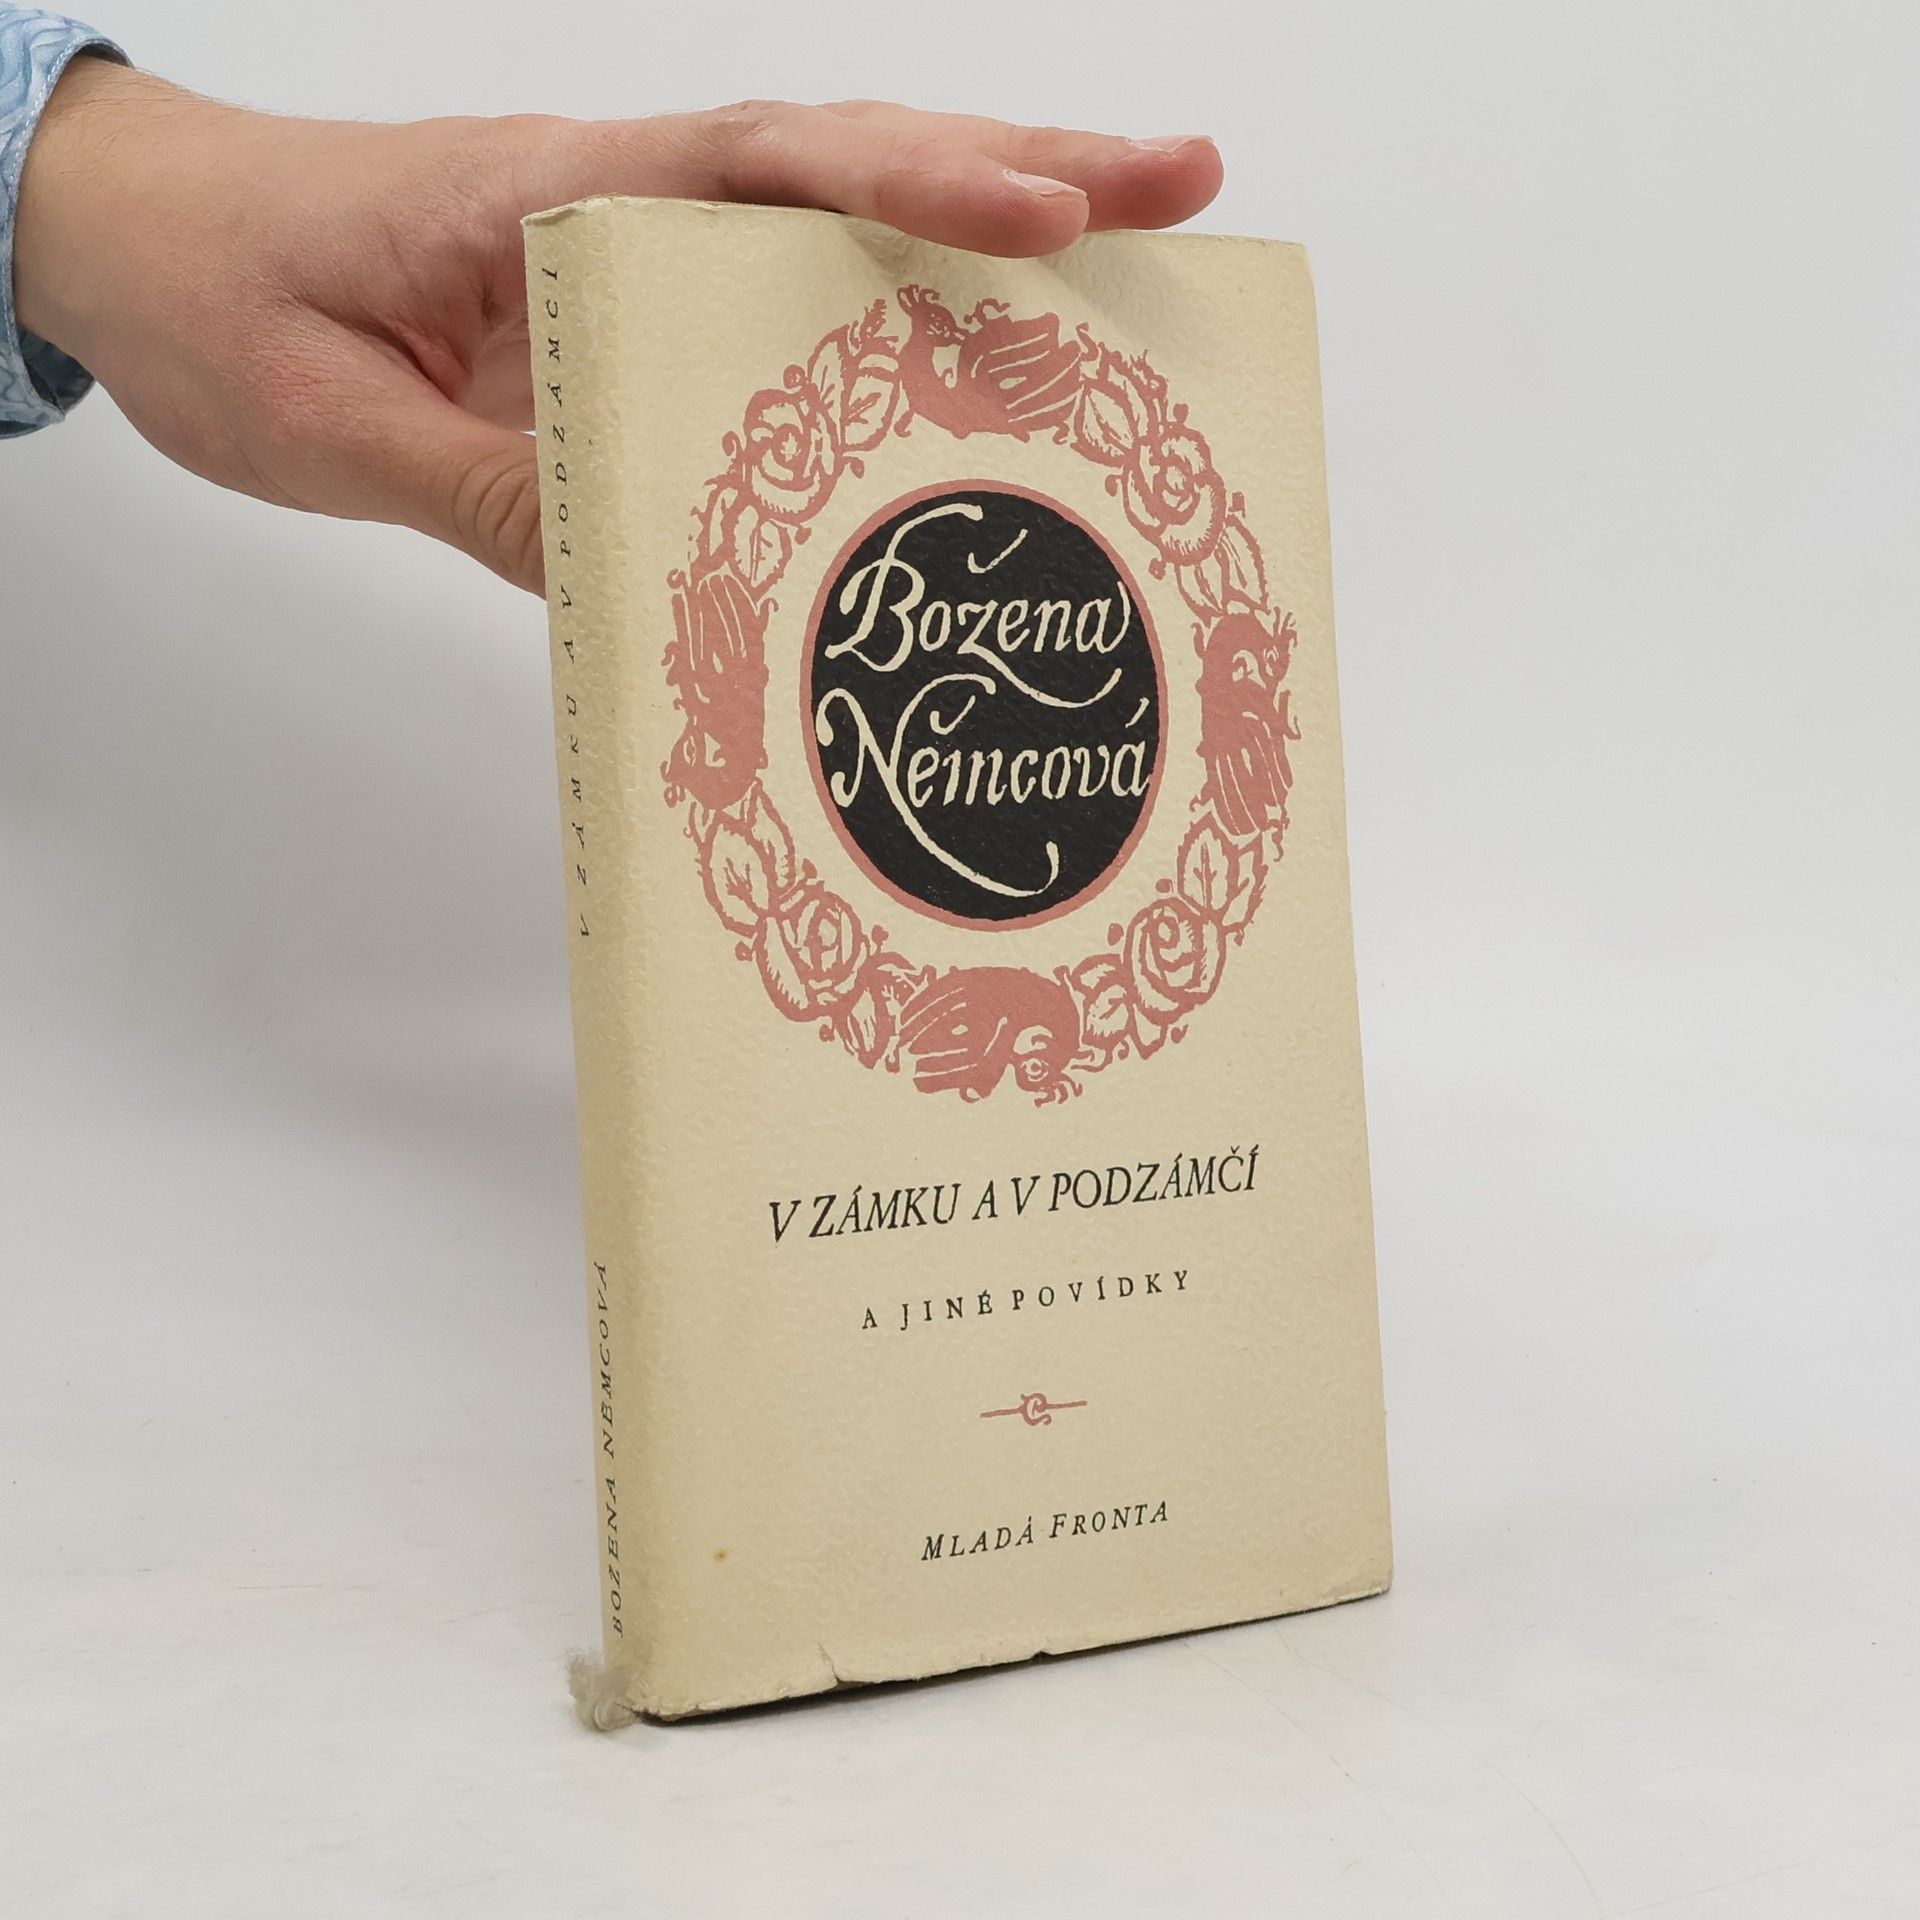 Božena
Němcová
V ZÁMKU A V PODZÁMČÍ
A JINÉ POVÍDKY
MLADÁ FRONTA
BOŽENA NĚMCOVÁ V ZÁMKU A V PODZÁMČÍ